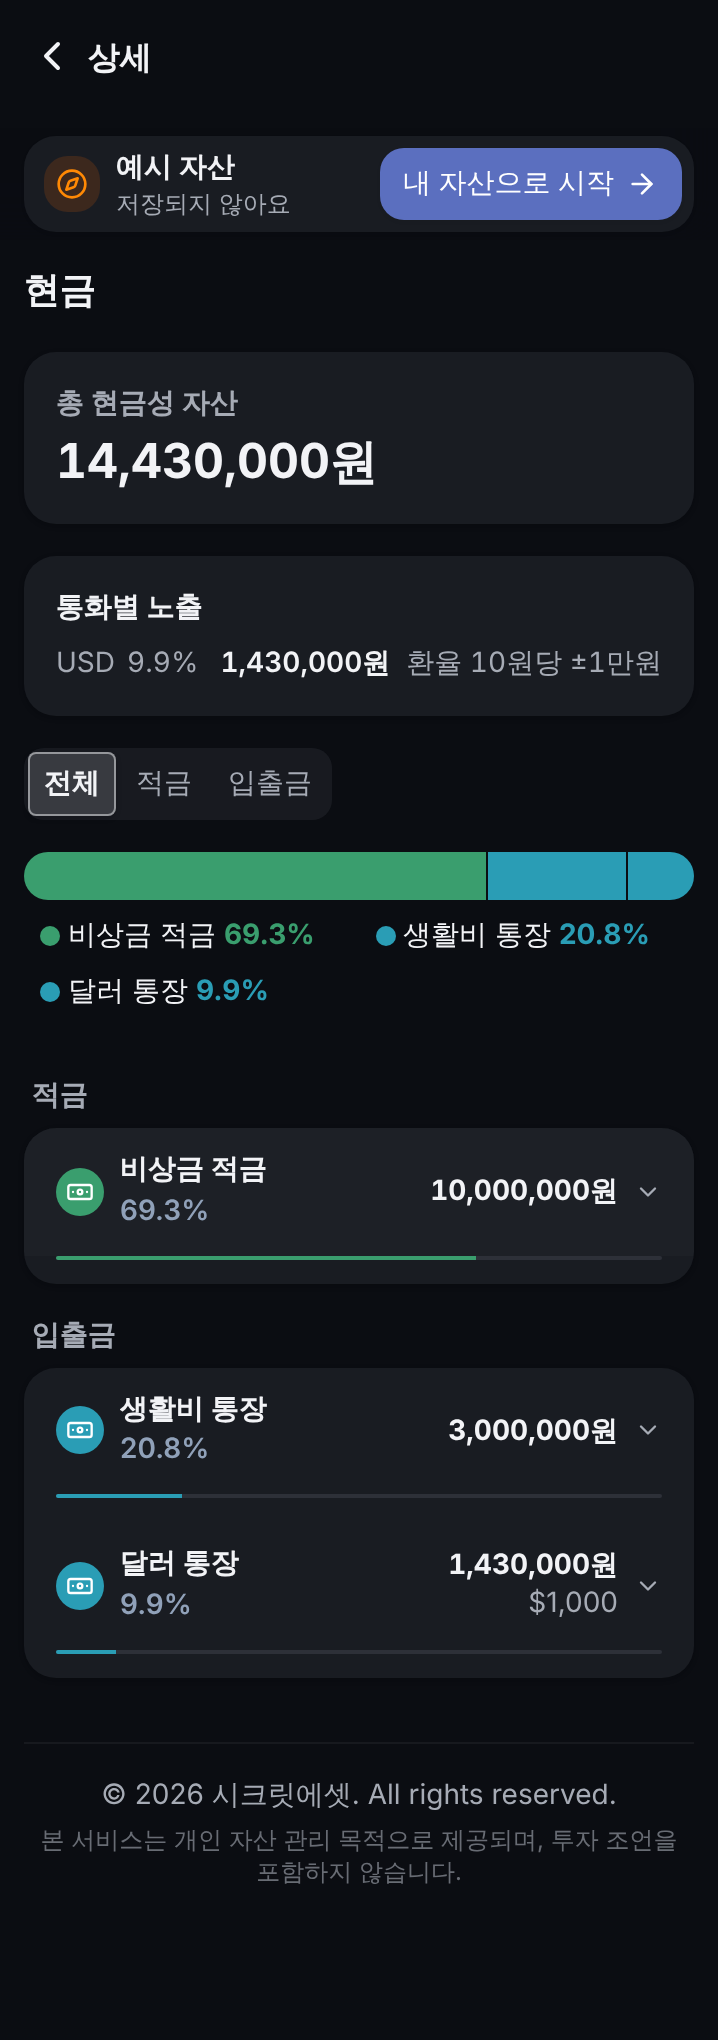 상세
예시 자산
저장되지 않아요
내 자산으로 시작
현금
총 현금성 자산
14,430,000원
통화별 노출
USD 9.9% 1,430,000원 환율 10원당 ±1만원
전체 적금 입출금
비상금 적금 69.3% 생활비 통장 20.8%
달러 통장 9.9%
적금
비상금 적금
69.3%
10,000,000원
입출금
생활비 통장
20.8%
3,000,000원
달러 통장
9.9%
1,430,000원
$1,000
© 2026 시크릿에셋. All rights reserved.
본 서비스는 개인 자산 관리 목적으로 제공되며, 투자 조언을
포함하지 않습니다.